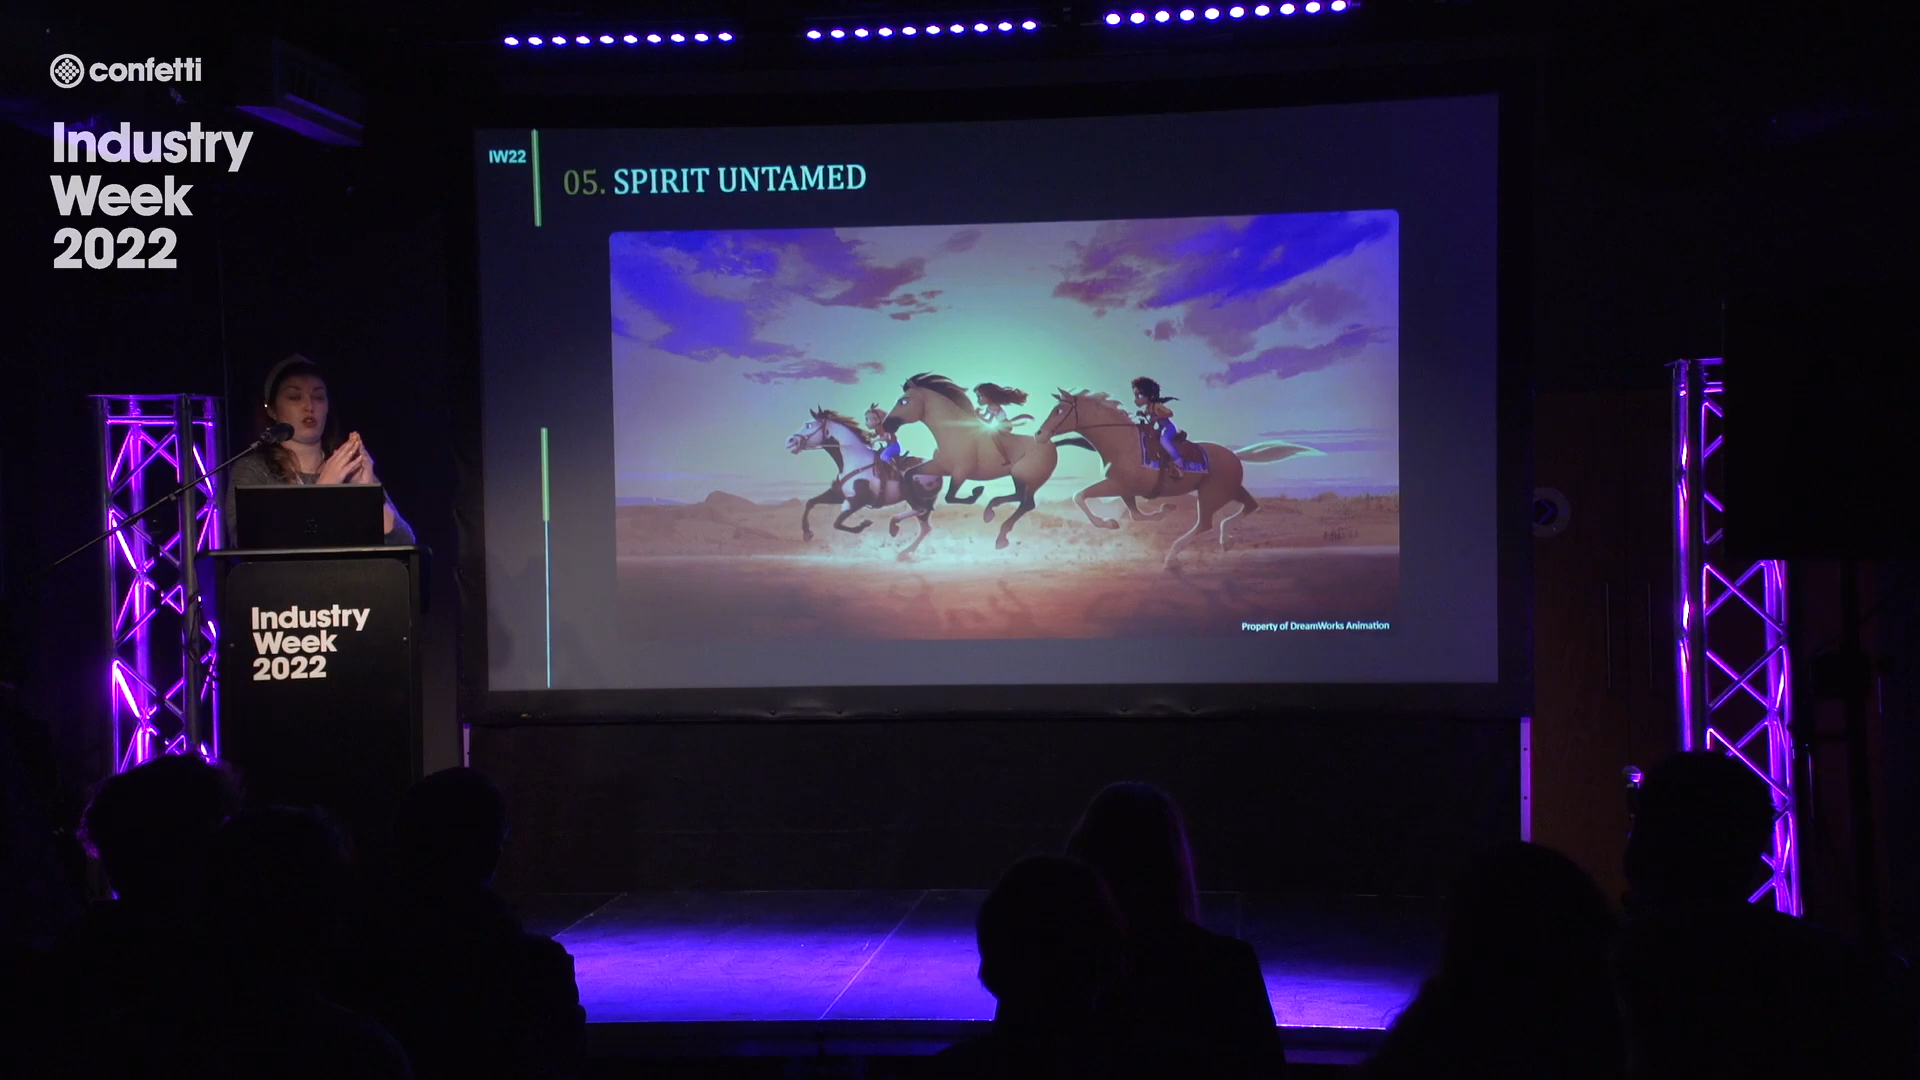 confetti
Industry
Week
2022
IW22
05. SPIRIT UNTAMED
Property of DreamWorks Animation
Industry
Week
2022